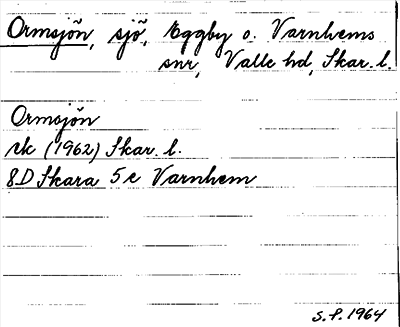 Ormsjön, sjö, Eggby o. Varnhems
snr, Valle hd, Skar. l.
Ormsjön
rk (1962) Skar. l.
8D Skara 5e Varnhem
S.P. 1964